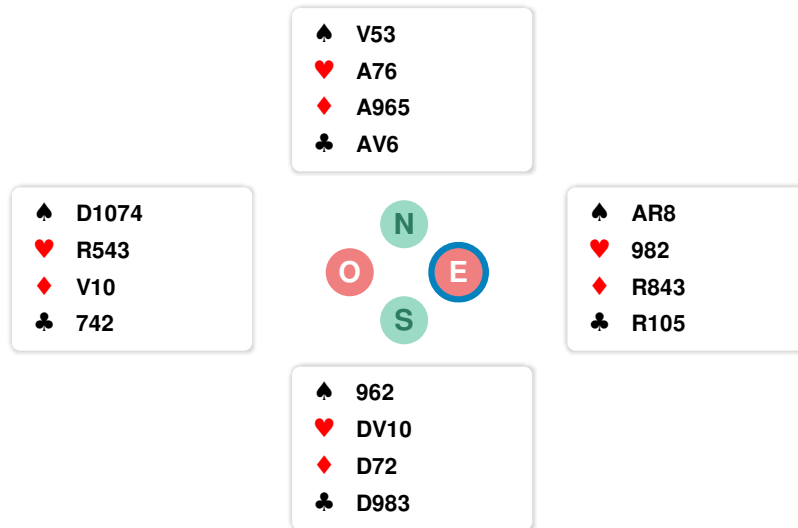 ♠ V53
♥ A76
♦ A965
♣ AV6
♠ D1074
♥ R543
♦ V10
♣ 742
N
O E
S
♠ AR8
♥ 982
♦ R843
♣ R105
♠ 962
♥ DV10
♦ D72
♣ D983